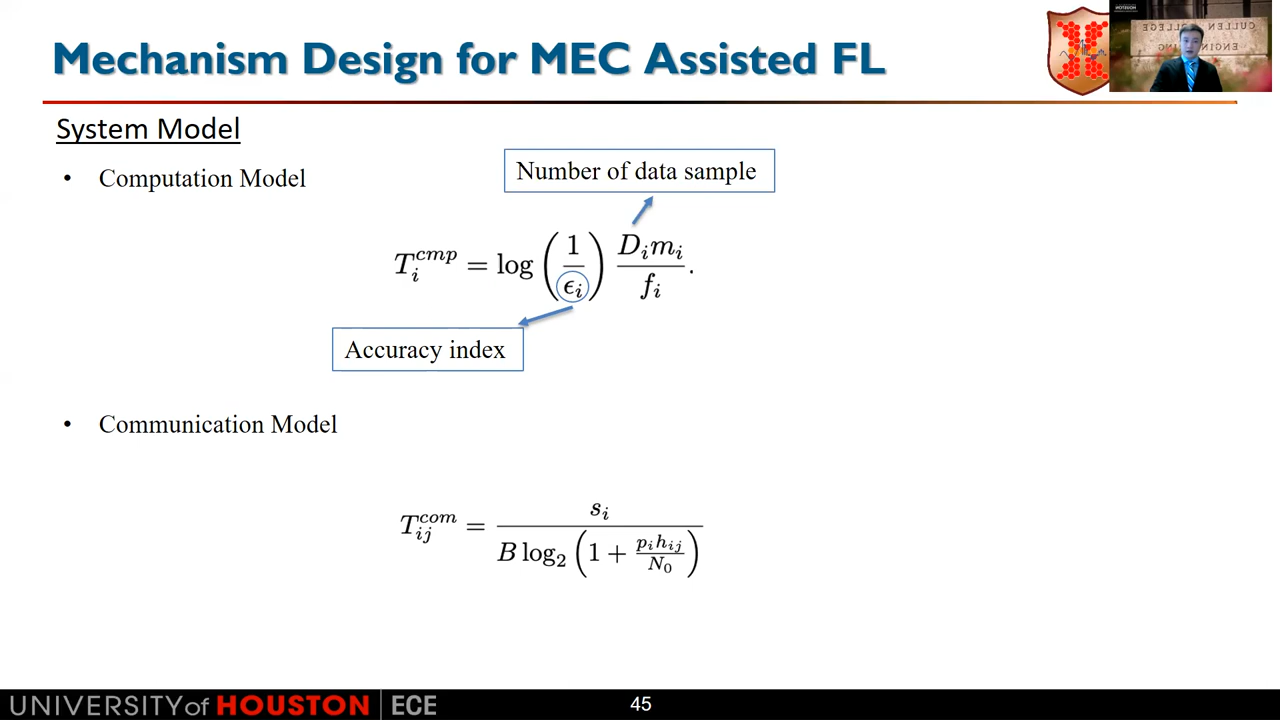 Mechanism Design for MEC Assisted FL
System Model
• Computation Model
Number of data sample
T_i^{cmp} = log(1/ϵ_i) D_i m_i / f_i.
Accuracy index
• Communication Model
T_{ij}^{com} = s_i / (B log_2(1 + p_i h_{ij} / N_0))
UNIVERSITY of HOUSTON | ECE
45